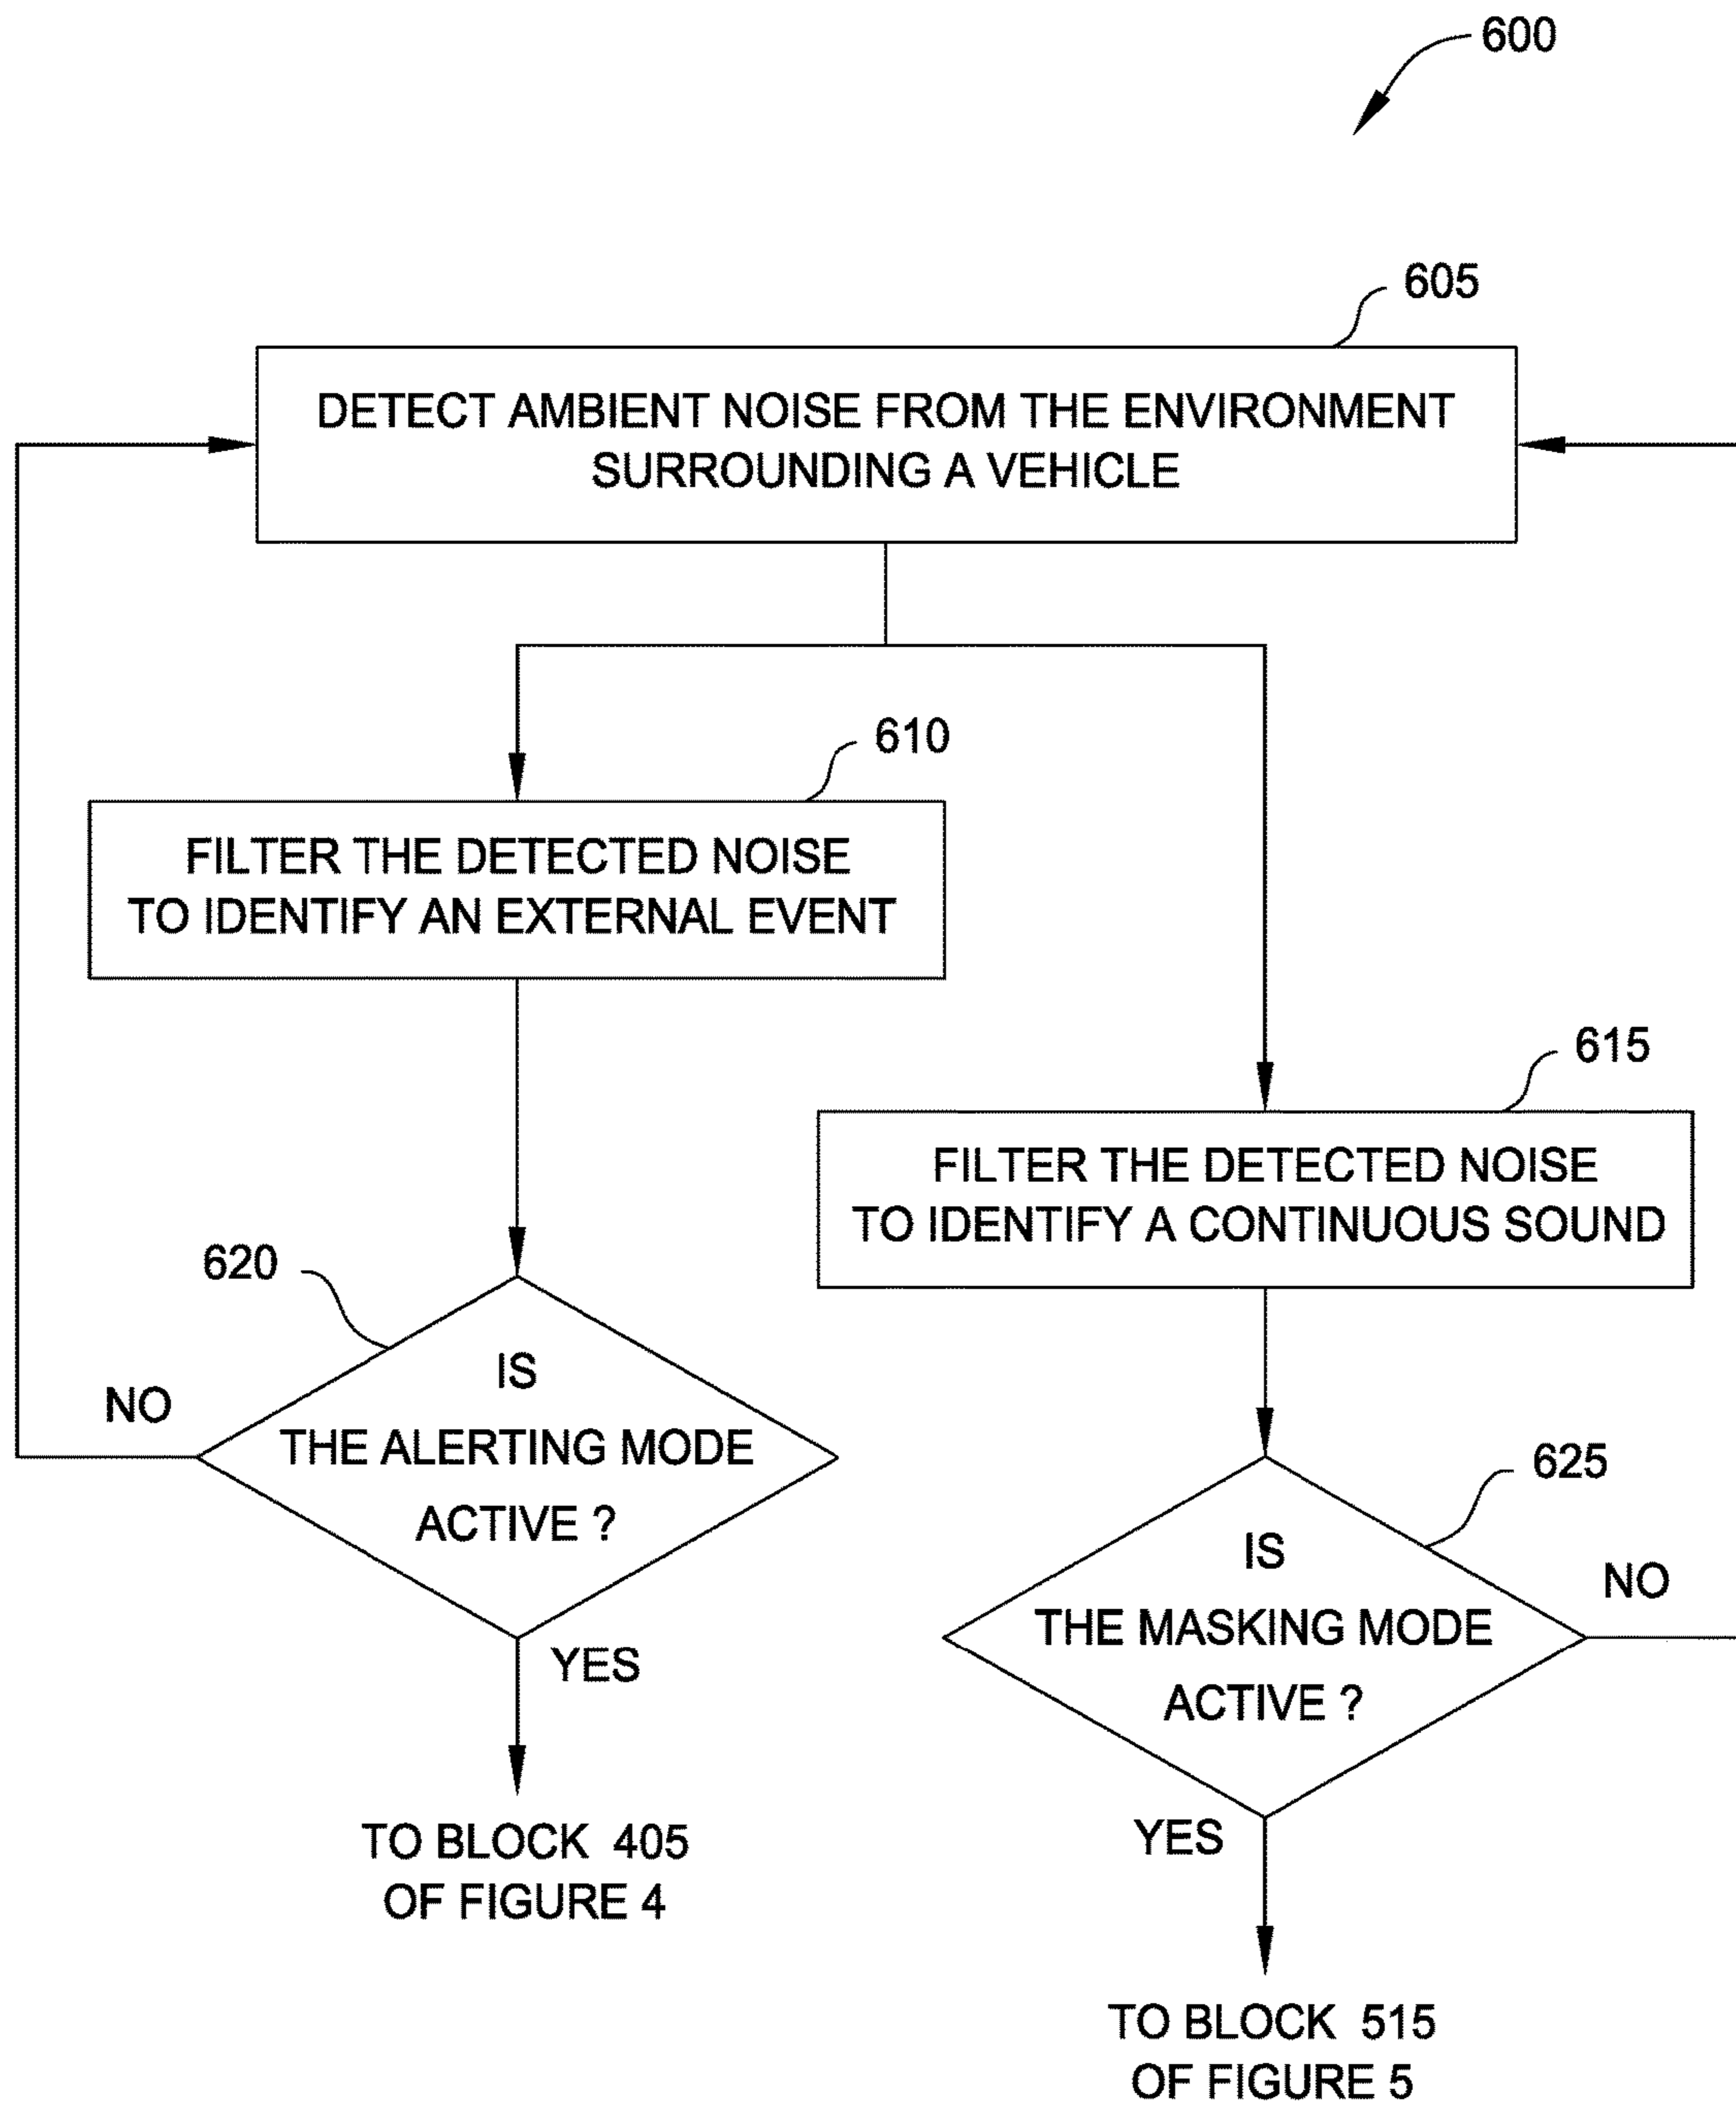 600
605
DETECT AMBIENT NOISE FROM THE ENVIRONMENT
SURROUNDING A VEHICLE
610
FILTER THE DETECTED NOISE
TO IDENTIFY AN EXTERNAL EVENT
615
FILTER THE DETECTED NOISE
TO IDENTIFY A CONTINUOUS SOUND
620
IS
THE ALERTING MODE
ACTIVE ?
NO
YES
TO BLOCK 405
OF FIGURE 4
625
IS
THE MASKING MODE
ACTIVE ?
NO
YES
TO BLOCK 515
OF FIGURE 5